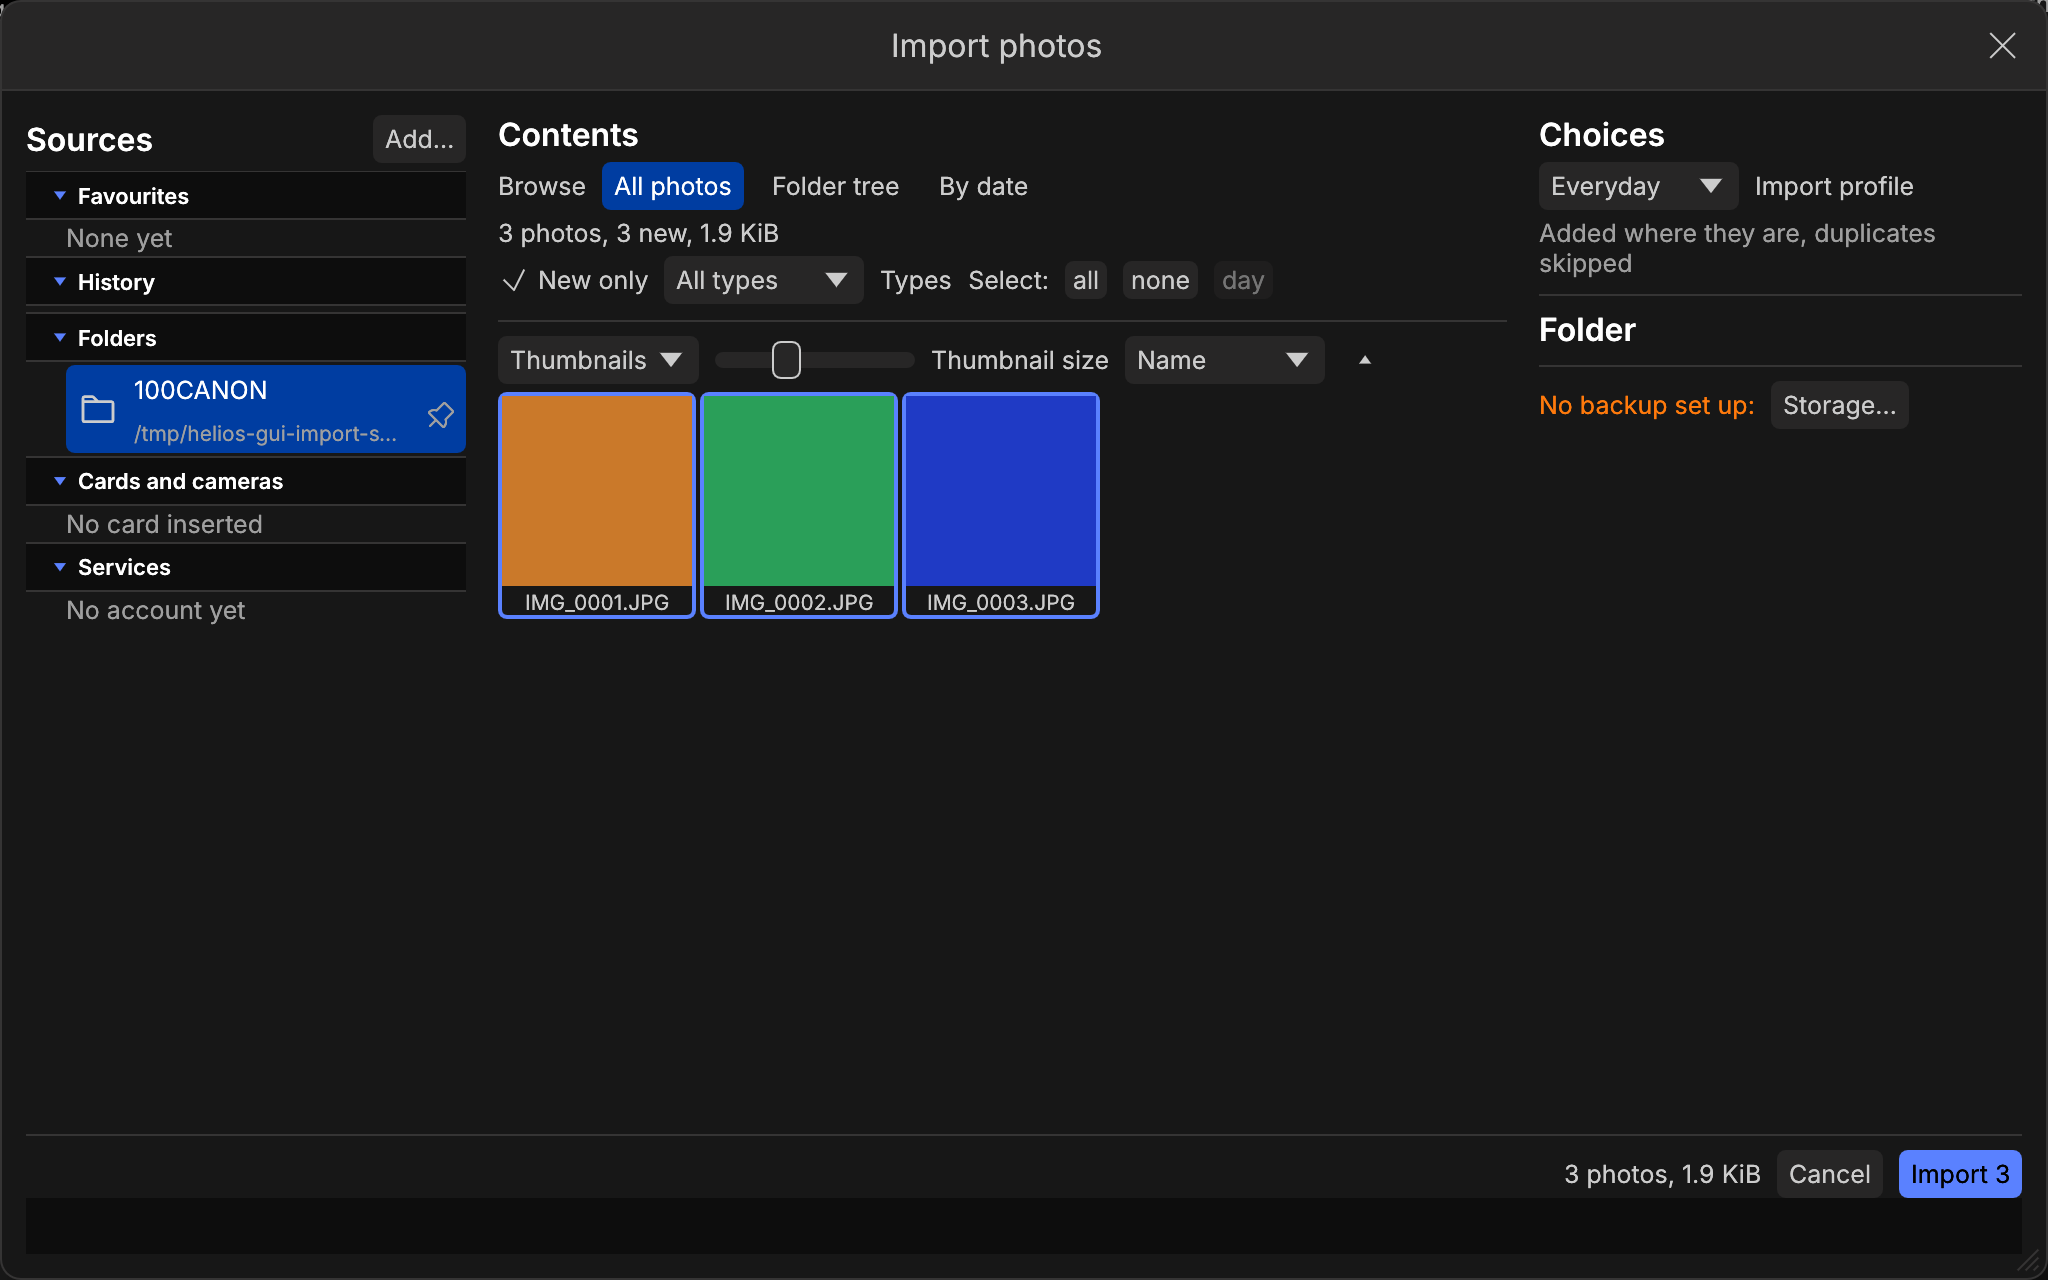 Import photos
Sources
Add...
Favourites
None yet
History
Folders
100CANON
/tmp/helios-gui-import-s...
Cards and cameras
No card inserted
Services
No account yet
Contents
Browse All photos Folder tree By date
3 photos, 3 new, 1.9 KiB
New only All types Types Select: all none day
Thumbnails Thumbnail size Name
IMG_0001.JPG IMG_0002.JPG IMG_0003.JPG
Choices
Everyday Import profile
Added where they are, duplicates
skipped
Folder
No backup set up: Storage...
3 photos, 1.9 KiB Cancel Import 3